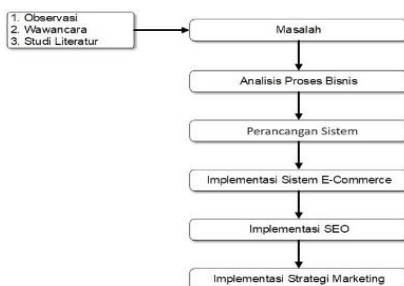 1. Observasi
2. Wawancara
3. Studi Literatur
Masalah
Analisis Proses Bisnis
Perancangan Sistem
Implementasi Sistem E-Commerce
Implementasi SEO
Implementasi Strategi Marketing